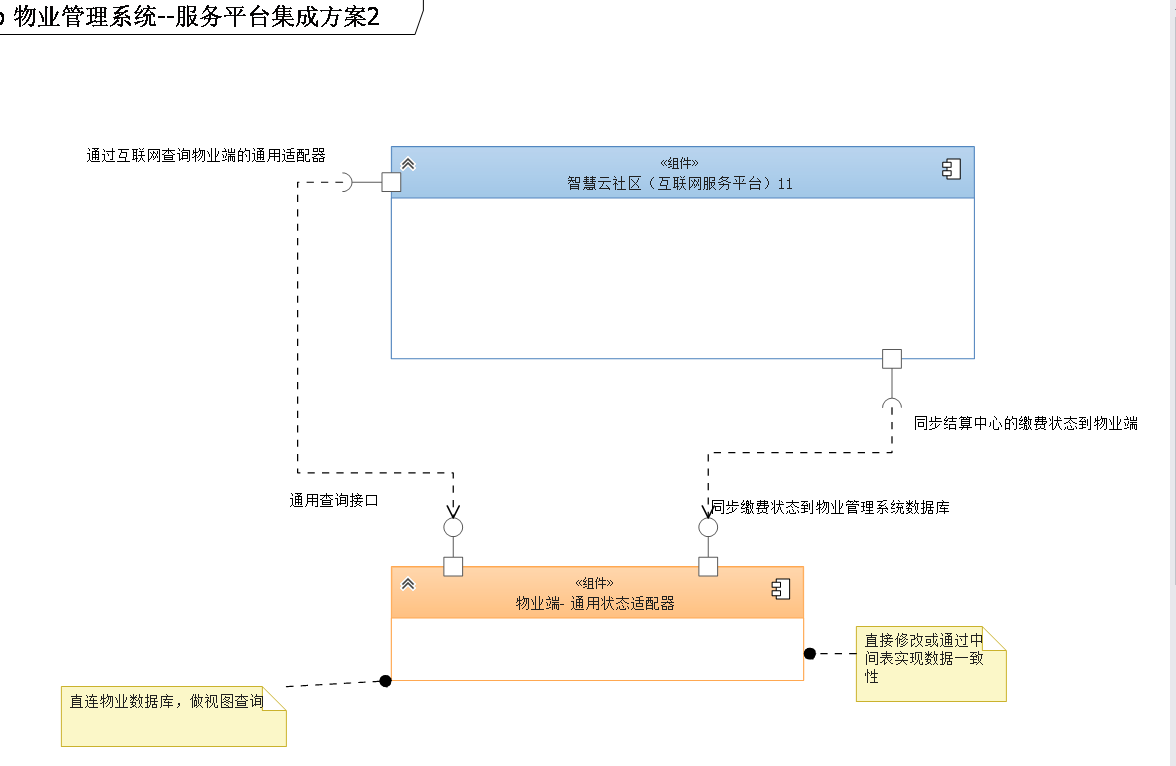 物业管理系统--服务平台集成方案2
通过互联网查询物业端的通用适配器
«组件»
智慧云社区（互联网服务平台）11
同步结算中心的缴费状态到物业端
通用查询接口
同步缴费状态到物业管理系统数据库
«组件»
物业端- 通用状态适配器
直接修改或通过中
间表实现数据一致
性
直连物业数据库，做视图查询